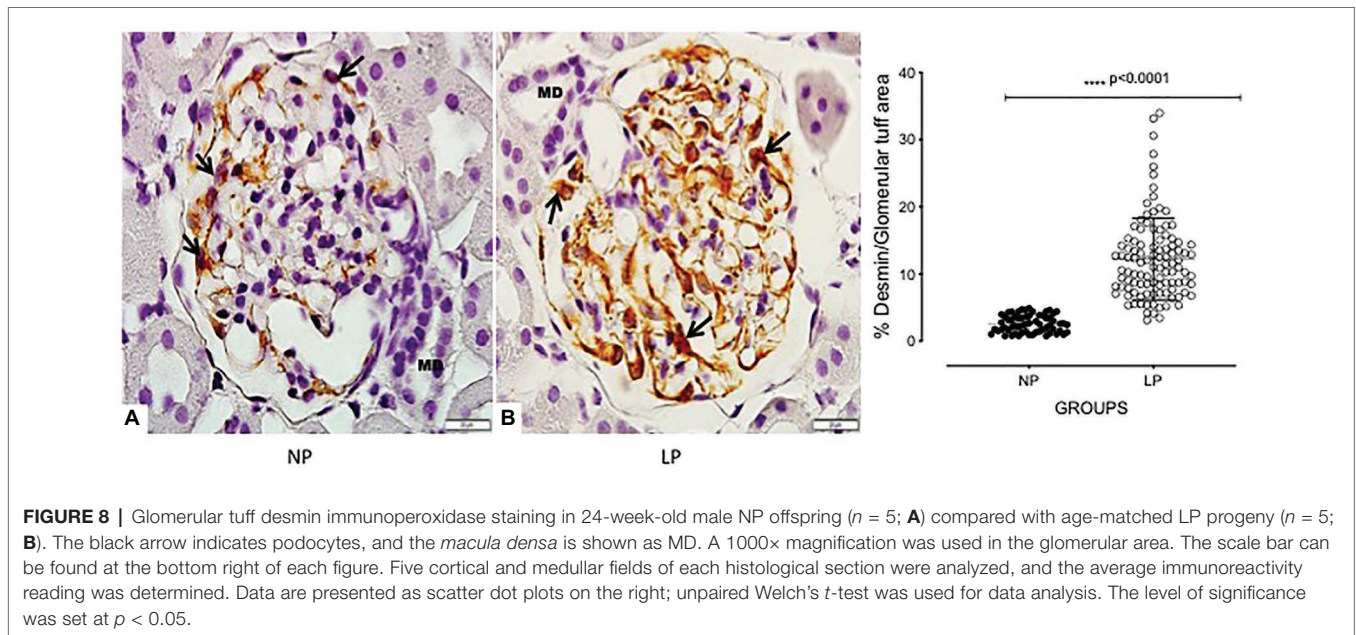 MD
MD
A
B
NP
LP
40
30
20
10
0
% Desmin/Glomerular tuff area
**** p<0.0001
NP
LP
GROUPS
FIGURE 8 | Glomerular tuff desmin immunoperoxidase staining in 24-week-old male NP offspring (n = 5; A) compared with age-matched LP progeny (n = 5;
B). The black arrow indicates podocytes, and the macula densa is shown as MD. A 1000× magnification was used in the glomerular area. The scale bar can
be found at the bottom right of each figure. Five cortical and medullar fields of each histological section were analyzed, and the average immunoreactivity
reading was determined. Data are presented as scatter dot plots on the right; unpaired Welch's t-test was used for data analysis. The level of significance
was set at p < 0.05.